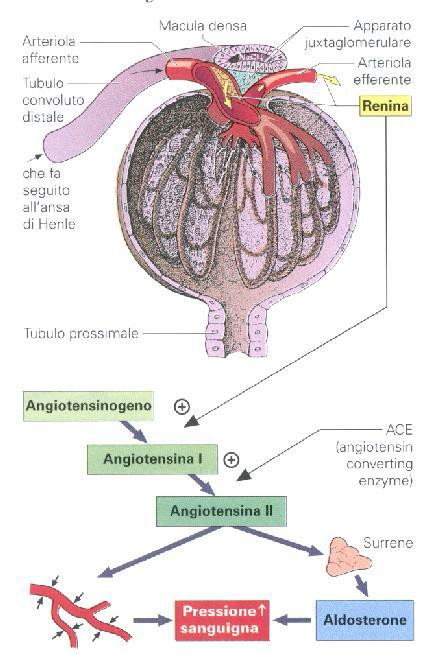 Macula densa
Apparato
juxtaglomerulare
Arteriola
afferente
NaCl
Arteriola
efferente
Tubulo
convoluto
distale
Renina
che fa
seguito
all'ansa
di Henle
Tubulo prossimale
Angiotensinogeno
+
ACE
(angiotensin
converting
enzyme)
Angiotensina I
+
Angiotensina II
Surrene
Pressione↑
sanguigna
Aldosterone